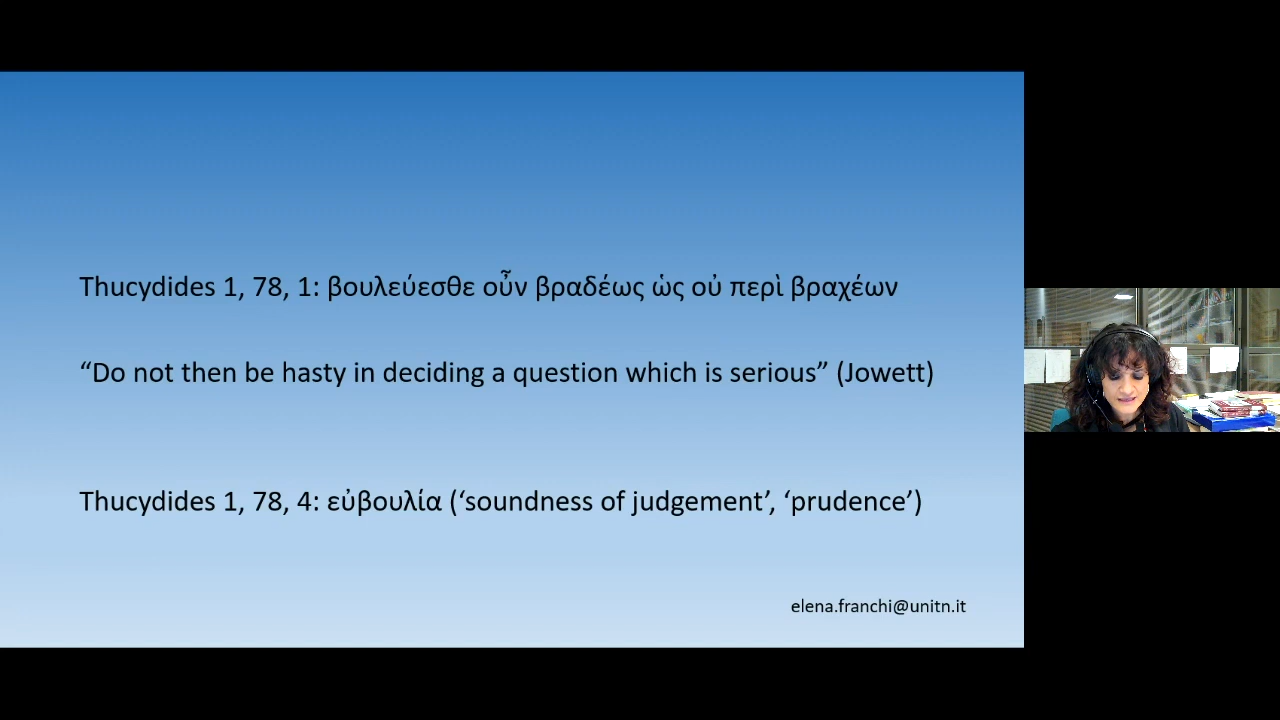 Thucydides 1, 78, 1: βουλεύεσθε οὖν βραδέως ὡς οὐ περὶ βραχέων
“Do not then be hasty in deciding a question which is serious” (Jowett)
Thucydides 1, 78, 4: εὐβουλία (‘soundness of judgement’, ‘prudence’)
elena.franchi@unitn.it